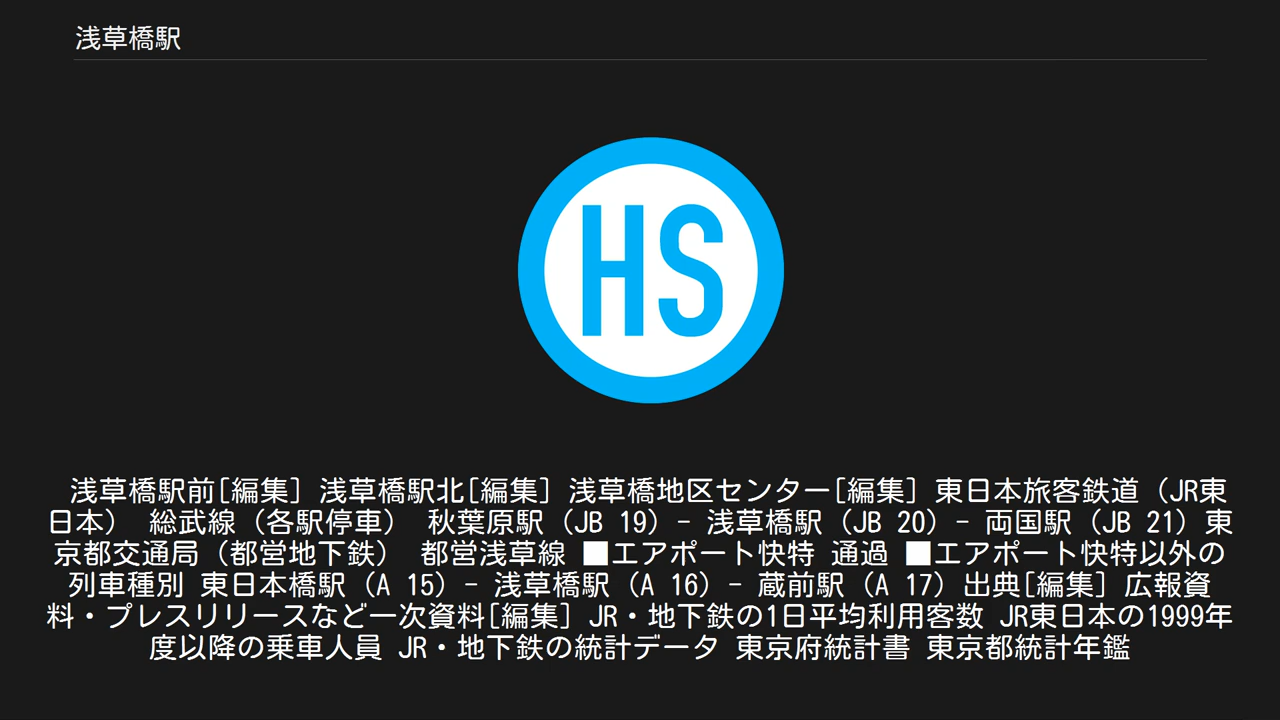 浅草橋駅
HS
浅草橋駅前[編集] 浅草橋駅北[編集] 浅草橋地区センター[編集] 東日本旅客鉄道（JR東
日本） 総武線（各駅停車） 秋葉原駅（JB 19）- 浅草橋駅（JB 20）- 両国駅（JB 21）東
京都交通局（都営地下鉄） 都営浅草線 ■エアポート快特 通過 ■エアポート快特以外の
列車種別 東日本橋駅（A 15）- 浅草橋駅（A 16）- 蔵前駅（A 17）出典[編集] 広報資
料・プレスリリースなど一次資料[編集] JR・地下鉄の1日平均利用客数 JR東日本の1999年
度以降の乗車人員 JR・地下鉄の統計データ 東京府統計書 東京都統計年鑑